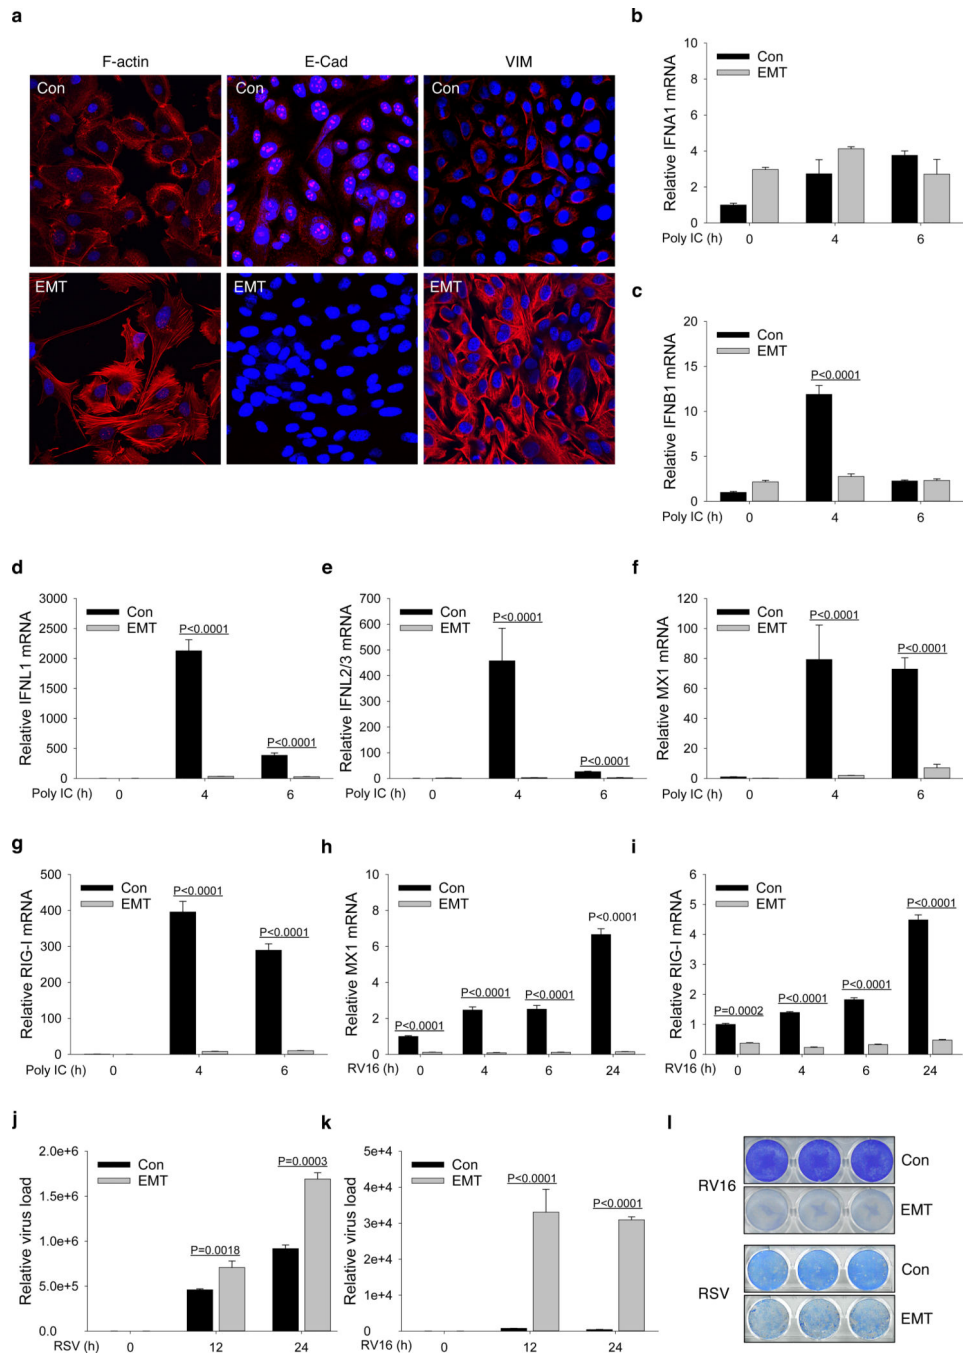 a
F-actin E-Cad VIM
Con Con Con
EMT EMT EMT
b
Relative IFNA1 mRNA
10
8
6
4
2
0
Con
EMT
Poly IC (h) 0 4 6
c
Relative IFNB1 mRNA
20
15
10
5
0
Con
EMT
P<0.0001
Poly IC (h) 0 4 6
d
Relative IFNL1 mRNA
3000
2500
2000
1500
1000
500
0
Con
EMT
P<0.0001
P<0.0001
Poly IC (h) 0 4 6
e
Relative IFNL2/3 mRNA
700
600
500
400
300
200
100
0
Con
EMT
P<0.0001
P<0.0001
Poly IC (h) 0 4 6
f
Relative MX1 mRNA
120
100
80
60
40
20
0
Con
EMT
P<0.0001
P<0.0001
Poly IC (h) 0 4 6
g
Relative RIG-I mRNA
500
400
300
200
100
0
Con
EMT
P<0.0001
P<0.0001
Poly IC (h) 0 4 6
h
Relative MX1 mRNA
10
8
6
4
2
0
Con
EMT
P<0.0001
P<0.0001
P<0.0001
P<0.0001
RV16 (h) 0 4 6 24
i
Relative RIG-I mRNA
6
5
4
3
2
1
0
Con
EMT
P=0.0002
P<0.0001
P<0.0001
P<0.0001
RV16 (h) 0 4 6 24
j
Relative virus load
2.0e+6
1.5e+6
1.0e+6
5.0e+5
0.0
Con
EMT
P=0.0018
P=0.0003
RSV (h) 0 12 24
k
Relative virus load
5e+4
4e+4
3e+4
2e+4
1e+4
0
Con
EMT
P<0.0001
P<0.0001
RV16 (h) 0 12 24
l
RV16
Con
EMT
RSV
Con
EMT